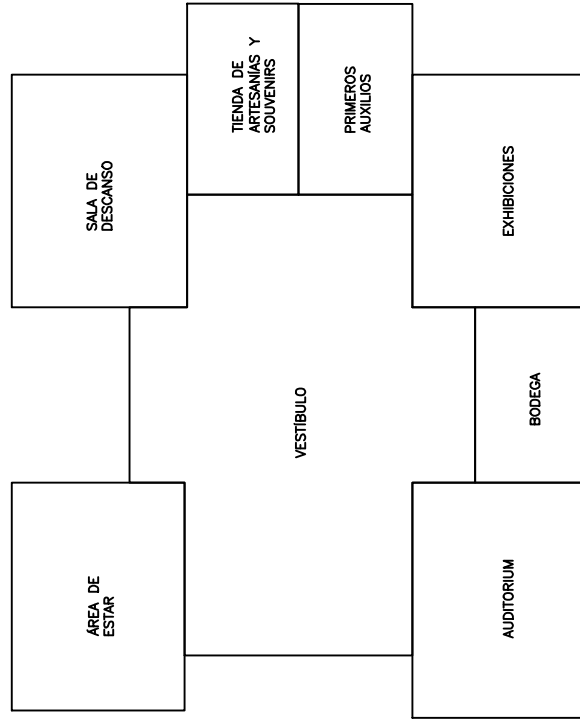 ÁREA DE
ESTAR
SALA DE
DESCANSO
TIENDA DE
ARTESANÍAS Y
SOUVENIRS
PRIMEROS
AUXILIOS
VESTÍBULO
AUDITORIUM
BODEGA
EXHIBICIONES